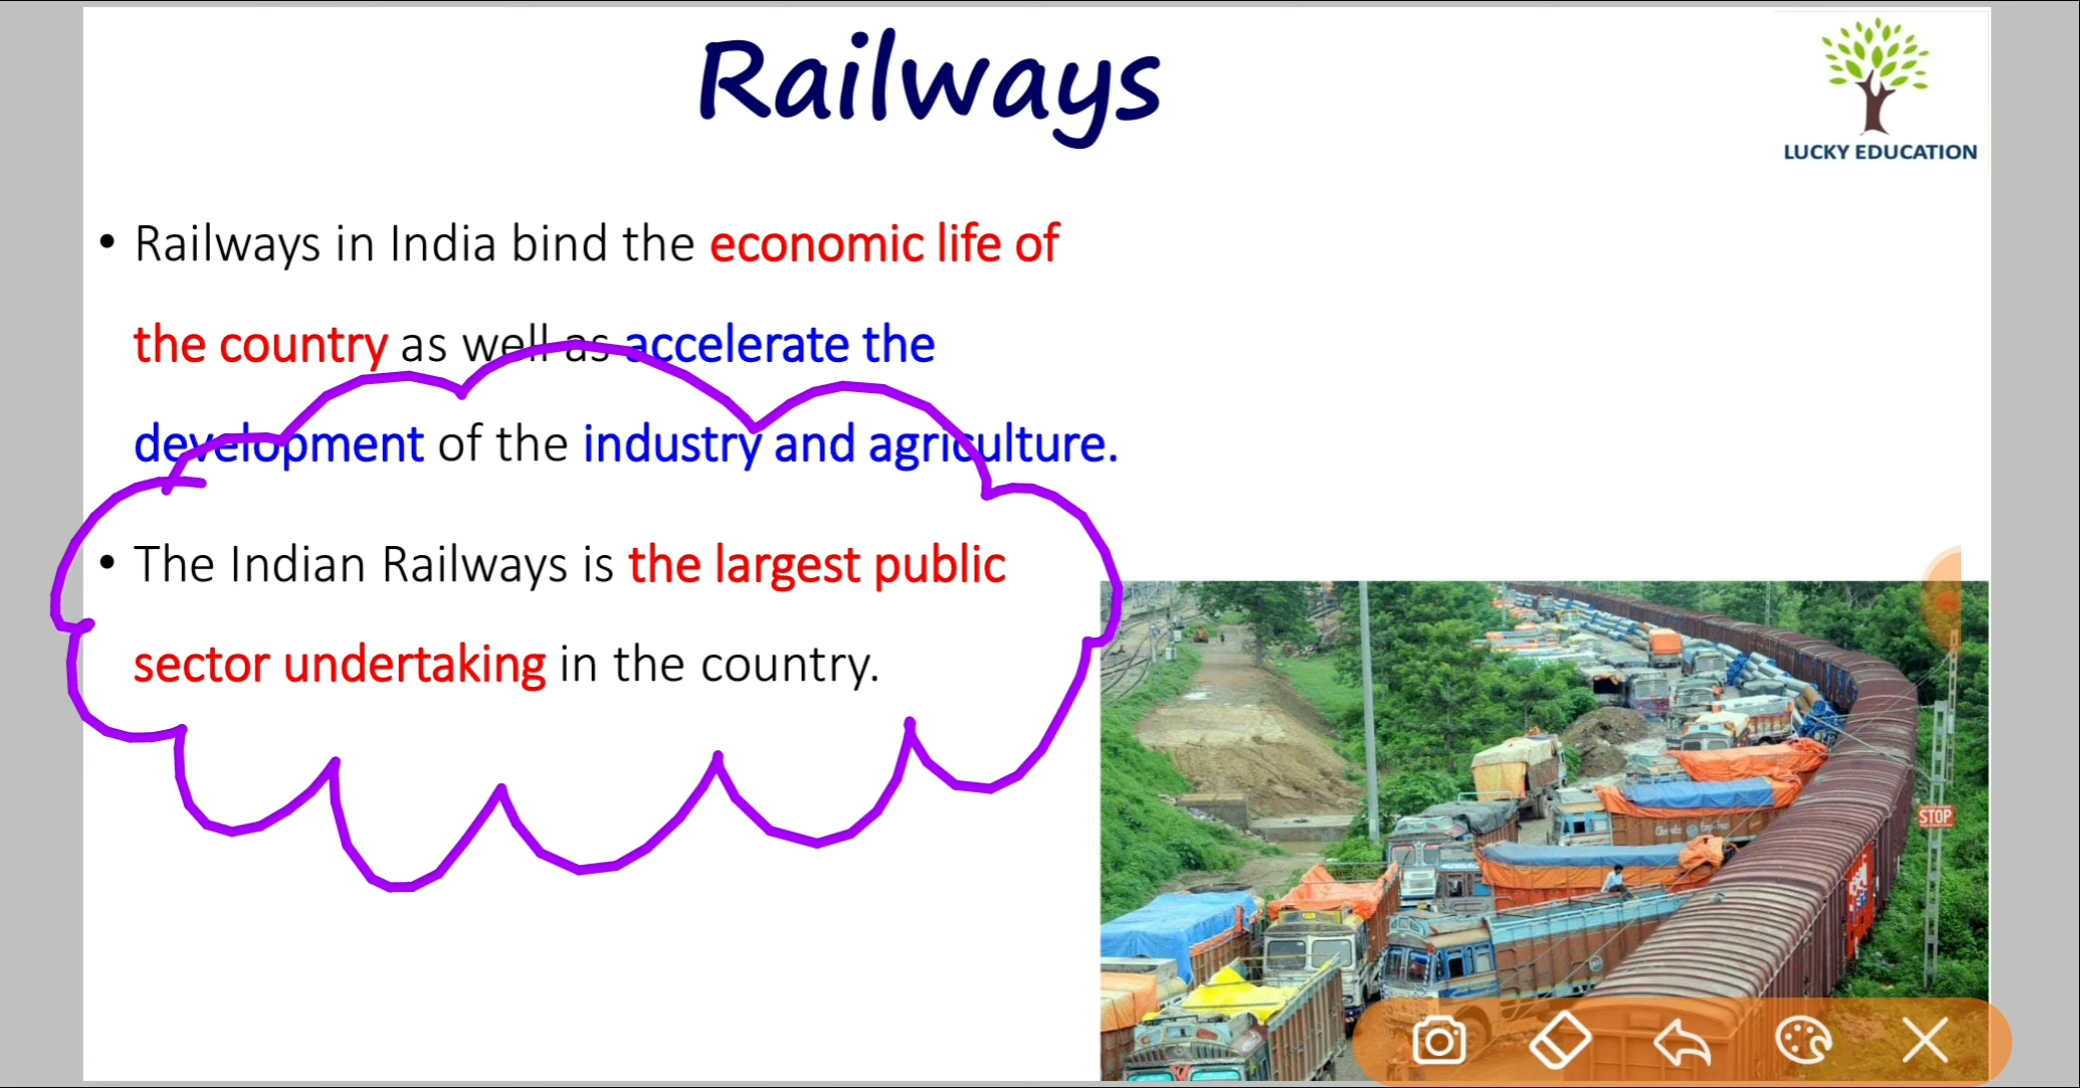 Railways
LUCKY EDUCATION
• Railways in India bind the economic life of
the country as well as accelerate the
development of the industry and agriculture.
• The Indian Railways is the largest public
sector undertaking in the country.
STOP